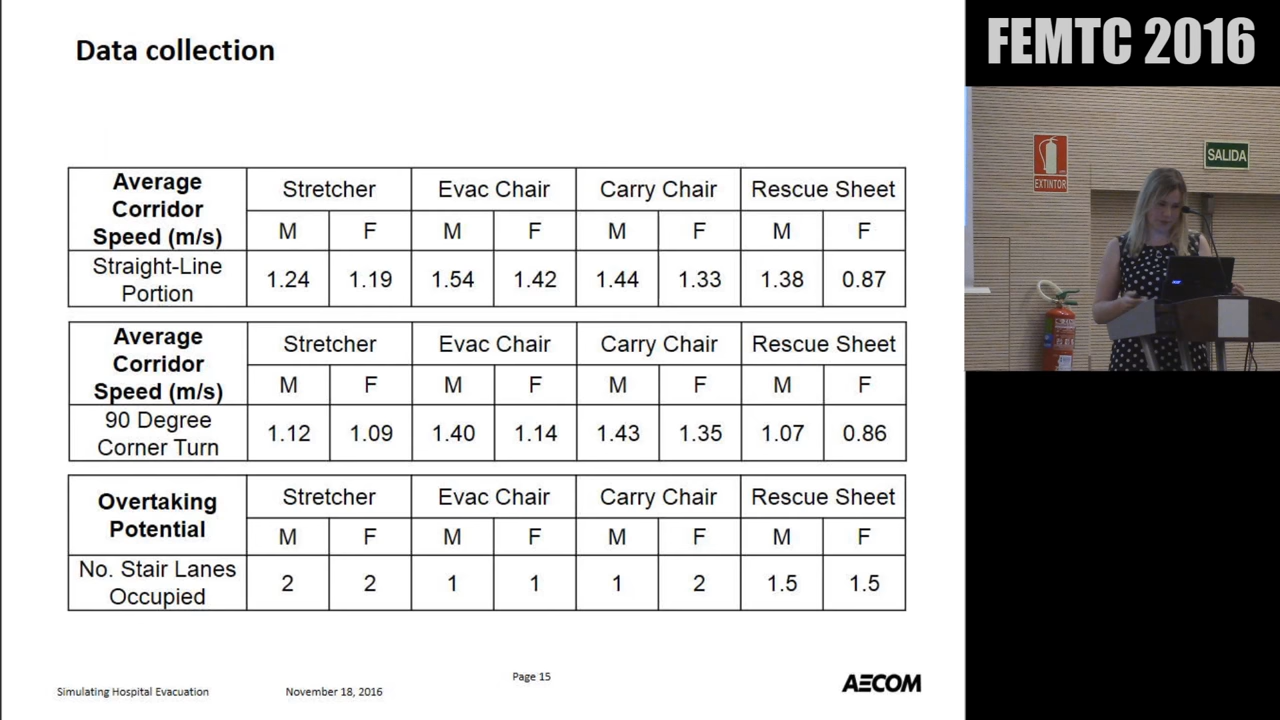 Data collection
FEMTC 2016
Average Corridor Speed (m/s) Stretcher Evac Chair Carry Chair Rescue Sheet
M F M F M F M F
Straight-Line Portion 1.24 1.19 1.54 1.42 1.44 1.33 1.38 0.87
Average Corridor Speed (m/s) Stretcher Evac Chair Carry Chair Rescue Sheet
M F M F M F M F
90 Degree Corner Turn 1.12 1.09 1.40 1.14 1.43 1.35 1.07 0.86
Overtaking Potential Stretcher Evac Chair Carry Chair Rescue Sheet
M F M F M F M F
No. Stair Lanes Occupied 2 2 1 1 1 2 1.5 1.5
Simulating Hospital Evacuation
November 18, 2016
Page 15
AECOM
EXTINTOR
SALIDA